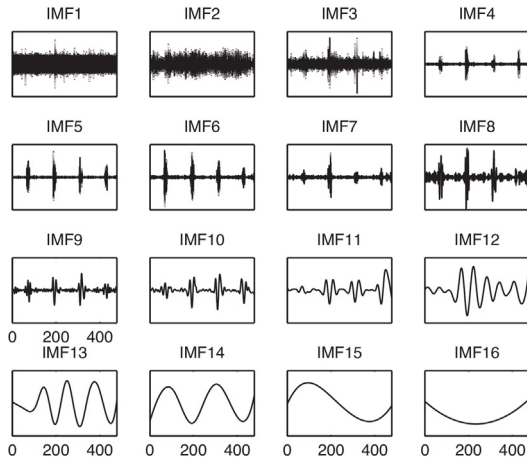 IMF1 IMF2 IMF3 IMF4
IMF5 IMF6 IMF7 IMF8
IMF9 IMF10 IMF11 IMF12
0 200 400
IMF13 IMF14 IMF15 IMF16
0 200 400 0 200 400 0 200 400 0 200 400